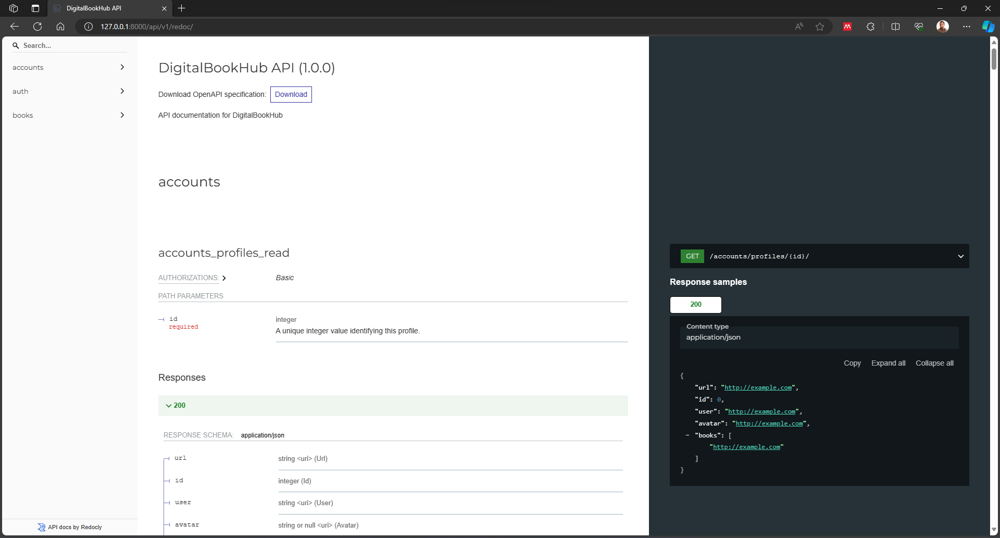 DigitalBookHub API
127.0.0.1:8000/api/v1/redoc/
Search...
accounts
auth
books
API docs by Redocly
DigitalBookHub API (1.0.0)
Download OpenAPI specification: Download
API documentation for DigitalBookHub
accounts
accounts_profiles_read
AUTHORIZATIONS: Basic
PATH PARAMETERS
id integer
required A unique integer value identifying this profile.
Responses
200
RESPONSE SCHEMA: application/json
url string <uri> (Url)
id integer (Id)
user string <uri> (User)
avatar string or null <uri> (Avatar)
GET /accounts/profiles/{id}/
Response samples
200
Content type
application/json
Copy Expand all Collapse all
{
"url": "http://example.com",
"id": 0,
"user": "http://example.com",
"avatar": "http://example.com",
- "books": [
"http://example.com"
]
}